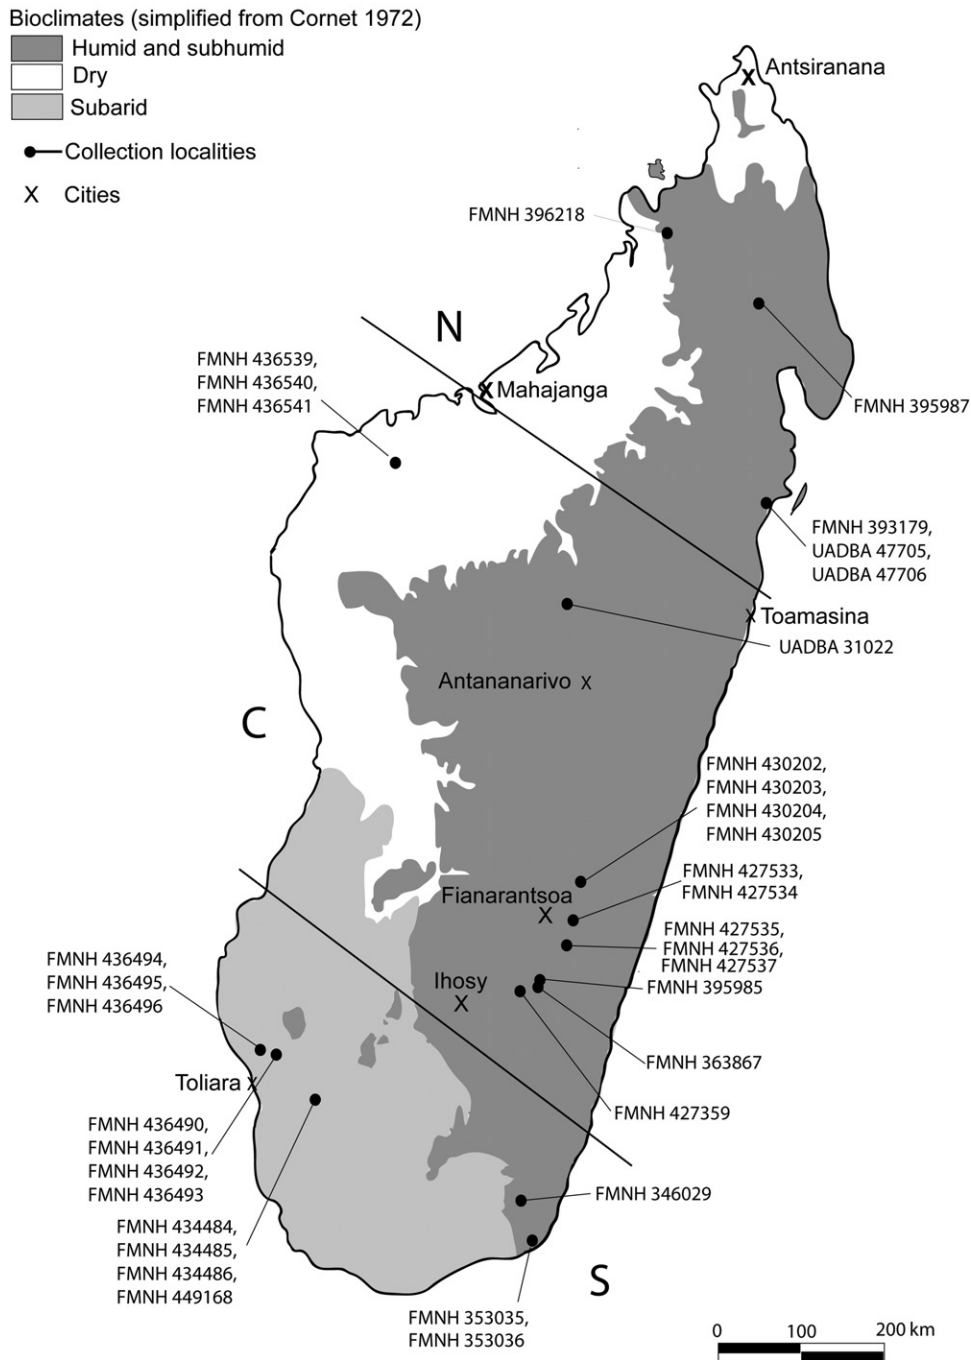 Bioclimates (simplified from Cornet 1972)
Humid and subhumid
Dry
Subarid
Collection localities
X Cities
X Antsiranana
FMNH 396218
N
FMNH 436539,
FMNH 436540,
FMNH 436541
X Mahajanga
FMNH 395987
FMNH 393179,
UADBA 47705,
UADBA 47706
X Toamasina
UADBA 31022
Antananarivo X
C
FMNH 430202,
FMNH 430203,
FMNH 430204,
FMNH 430205
FMNH 427533,
FMNH 427534
Fianarantsoa
X
FMNH 427535,
FMNH 427536,
FMNH 427537
FMNH 395985
Ihosy
X
FMNH 436494,
FMNH 436495,
FMNH 436496
FMNH 363867
Toliara X
FMNH 427359
FMNH 436490,
FMNH 436491,
FMNH 436492,
FMNH 436493
FMNH 346029
FMNH 434484,
FMNH 434485,
FMNH 434486,
FMNH 449168
S
FMNH 353035,
FMNH 353036
0 100 200 km